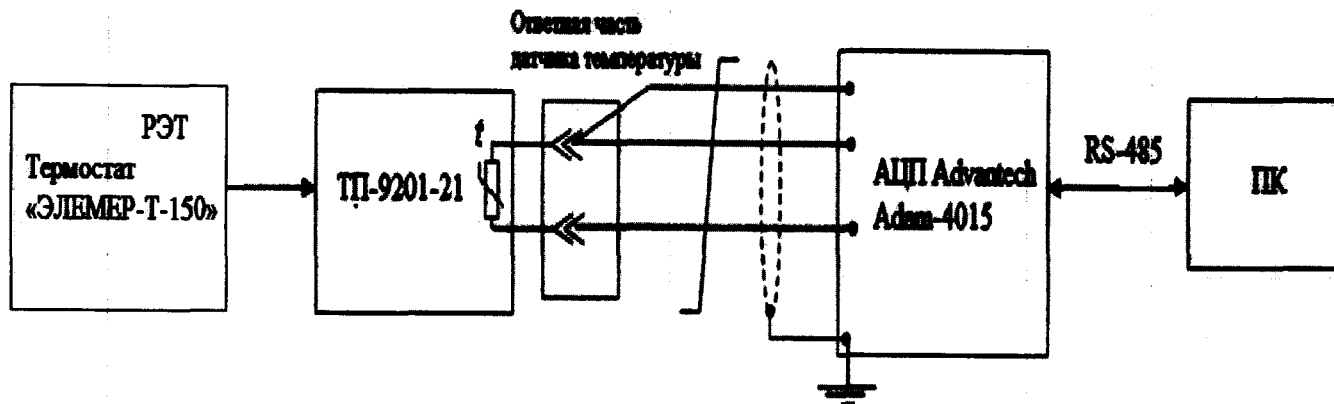 Ответная часть
датчика температуры
РЭТ
Термостат
«ЭЛЕМЕР-Т-150»
t
ТП-9201-21
АЦП Advantech
Adam-4015
RS-485
ПК